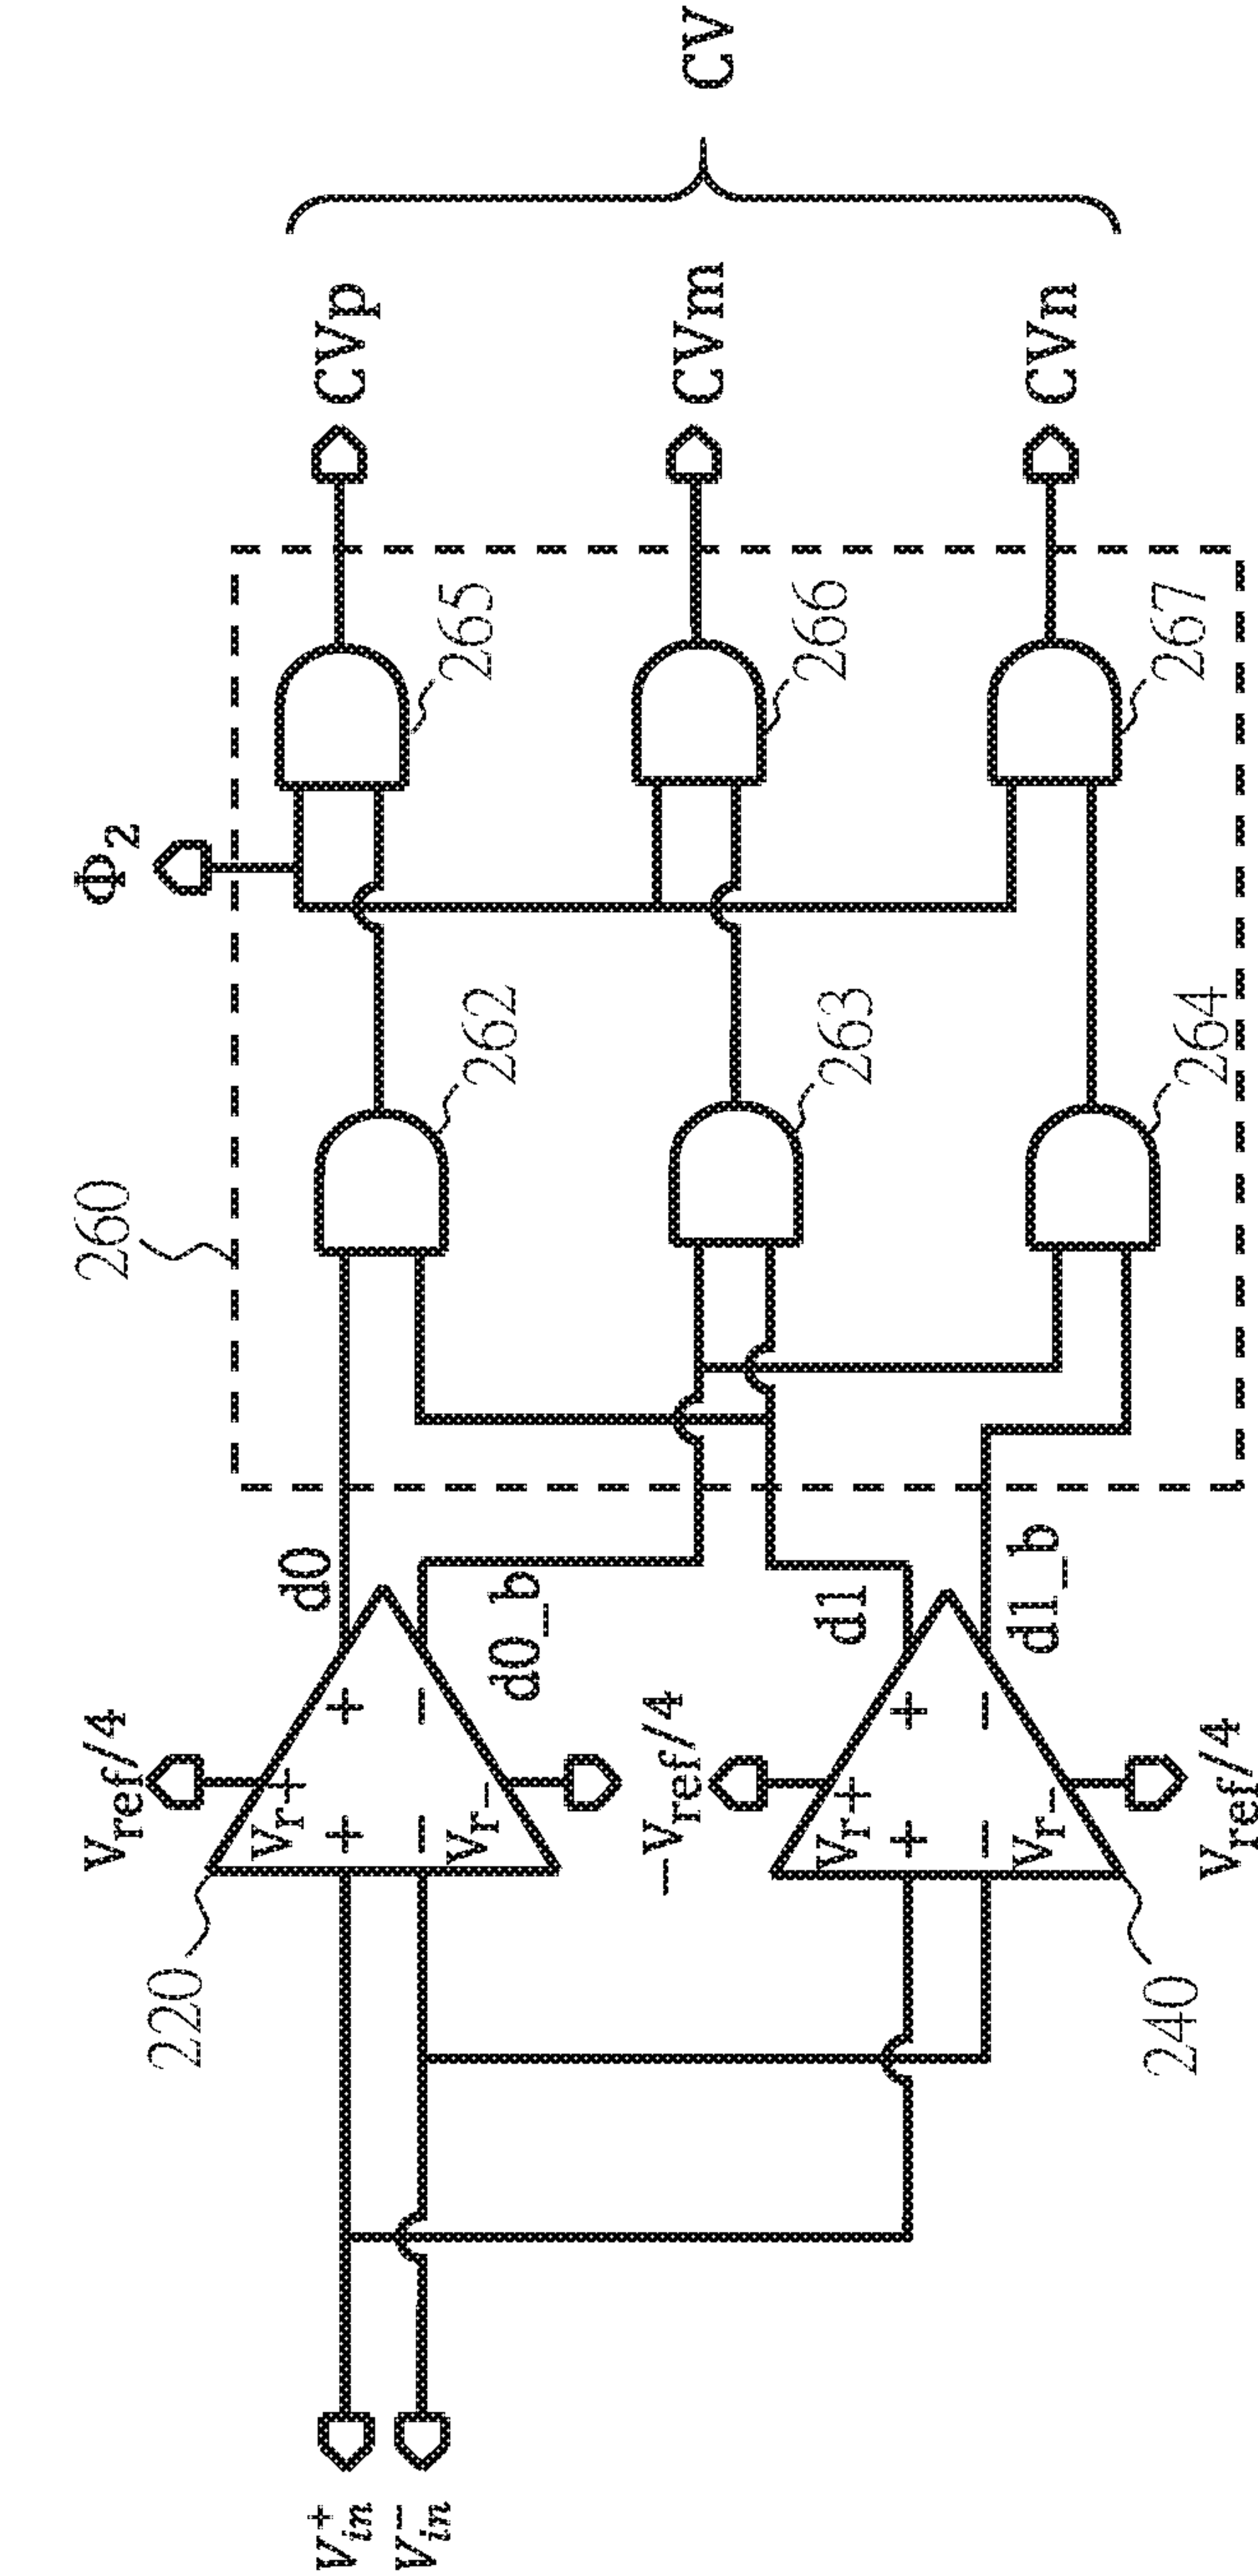 V⁺in
V⁻in
220
Vref/4
Vr+
+ +
− −
Vr−
d0
d0_b
−Vref/4
Vr+
+ +
− −
Vr−
240
Vref/4
d1
d1_b
260
262
263
264
Φ2
265
266
267
CVp
CVm
CVn
CV